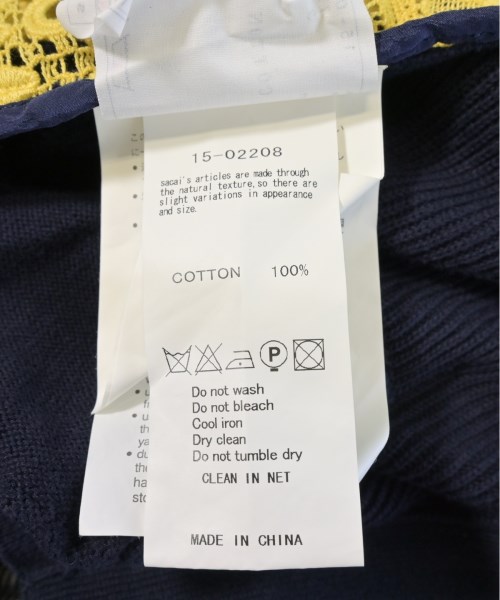 15-02208
sacai's articles are made through
the natural texture, so there are
slight variations in appearance
and size.
COTTON 100%
P
Do not wash
Do not bleach
Cool iron
Dry clean
Do not tumble dry
CLEAN IN NET
MADE IN CHINA